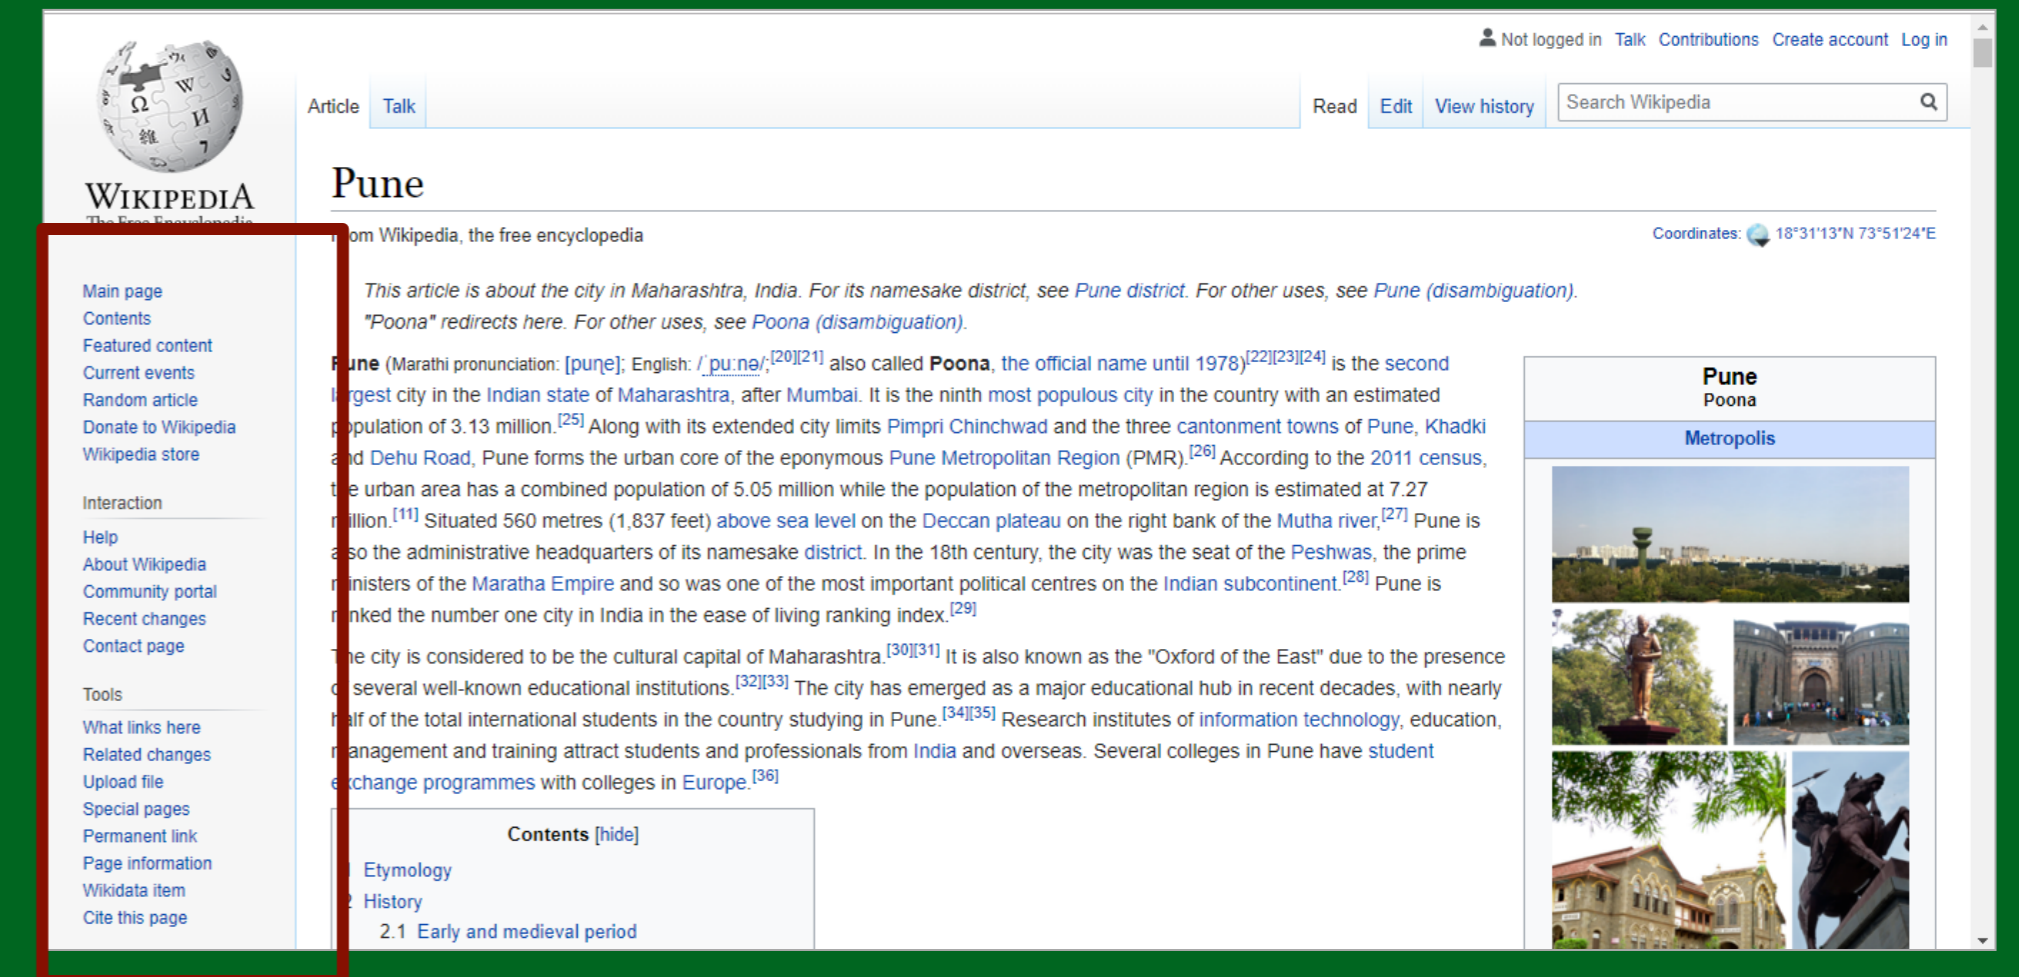 Not logged in Talk Contributions Create account Log in
Article Talk Read Edit View history Search Wikipedia
WIKIPEDIA
The Free Encyclopedia
Main page
Contents
Featured content
Current events
Random article
Donate to Wikipedia
Wikipedia store
Interaction
Help
About Wikipedia
Community portal
Recent changes
Contact page
Tools
What links here
Related changes
Upload file
Special pages
Permanent link
Page information
Wikidata item
Cite this page
Pune
From Wikipedia, the free encyclopedia
Coordinates: 18°31′13″N 73°51′24″E
This article is about the city in Maharashtra, India. For its namesake district, see Pune district. For other uses, see Pune (disambiguation).
"Poona" redirects here. For other uses, see Poona (disambiguation).
Pune (Marathi pronunciation: [puɳe]; English: /ˈpuːnə/;[20][21] also called Poona, the official name until 1978)[22][23][24] is the second
largest city in the Indian state of Maharashtra, after Mumbai. It is the ninth most populous city in the country with an estimated
population of 3.13 million.[25] Along with its extended city limits Pimpri Chinchwad and the three cantonment towns of Pune, Khadki
and Dehu Road, Pune forms the urban core of the eponymous Pune Metropolitan Region (PMR).[26] According to the 2011 census,
the urban area has a combined population of 5.05 million while the population of the metropolitan region is estimated at 7.27
million.[11] Situated 560 metres (1,837 feet) above sea level on the Deccan plateau on the right bank of the Mutha river,[27] Pune is
also the administrative headquarters of its namesake district. In the 18th century, the city was the seat of the Peshwas, the prime
ministers of the Maratha Empire and so was one of the most important political centres on the Indian subcontinent.[28] Pune is
ranked the number one city in India in the ease of living ranking index.[29]
The city is considered to be the cultural capital of Maharashtra.[30][31] It is also known as the "Oxford of the East" due to the presence
of several well-known educational institutions.[32][33] The city has emerged as a major educational hub in recent decades, with nearly
half of the total international students in the country studying in Pune.[34][35] Research institutes of information technology, education,
management and training attract students and professionals from India and overseas. Several colleges in Pune have student
exchange programmes with colleges in Europe.[36]
Contents [hide]
1 Etymology
2 History
2.1 Early and medieval period
Pune
Poona
Metropolis